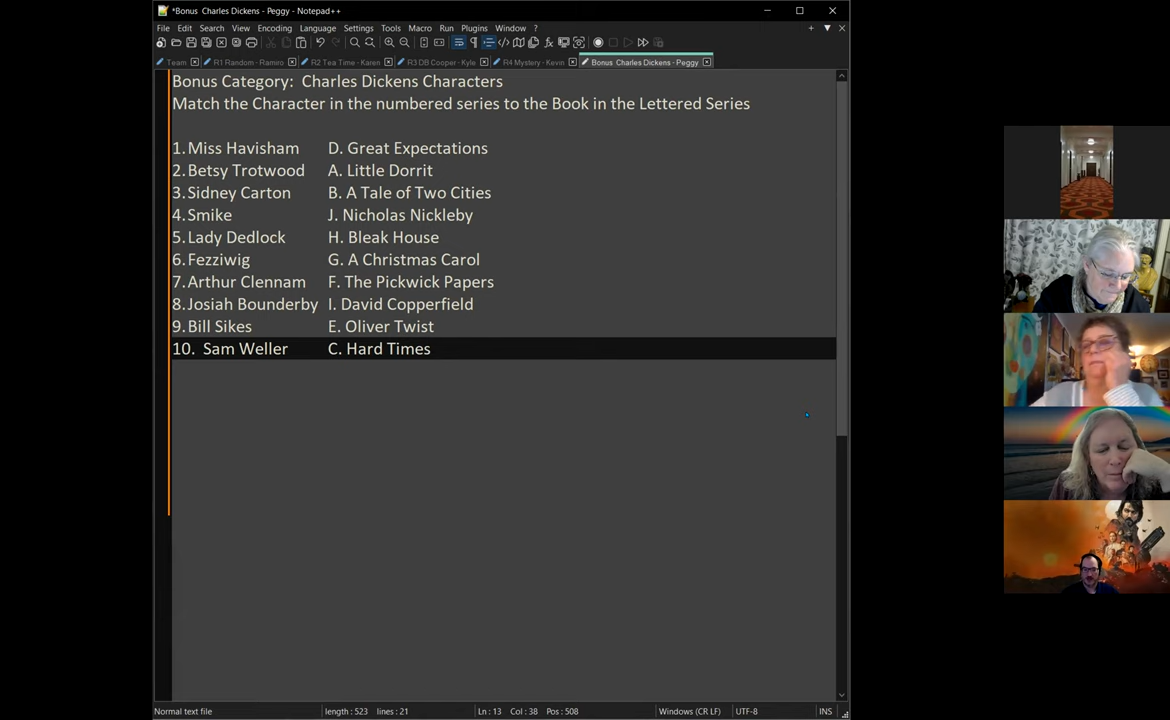 *Bonus Charles Dickens - Peggy - Notepad++
File Edit Search View Encoding Language Settings Tools Macro Run Plugins Window ?
Team R1 Random - Ramiro R2 Tea Time - Karen R3 DB Cooper - Kyle R4 Mystery - Kevin Bonus Charles Dickens - Peggy
Bonus Category: Charles Dickens Characters
Match the Character in the numbered series to the Book in the Lettered Series
1. Miss Havisham D. Great Expectations
2. Betsy Trotwood A. Little Dorrit
3. Sidney Carton B. A Tale of Two Cities
4. Smike J. Nicholas Nickleby
5. Lady Dedlock H. Bleak House
6. Fezziwig G. A Christmas Carol
7. Arthur Clennam F. The Pickwick Papers
8. Josiah Bounderby I. David Copperfield
9. Bill Sikes E. Oliver Twist
10. Sam Weller C. Hard Times
Normal text file length : 523 lines : 21 Ln : 13 Col : 38 Pos : 508 Windows (CR LF) UTF-8 INS